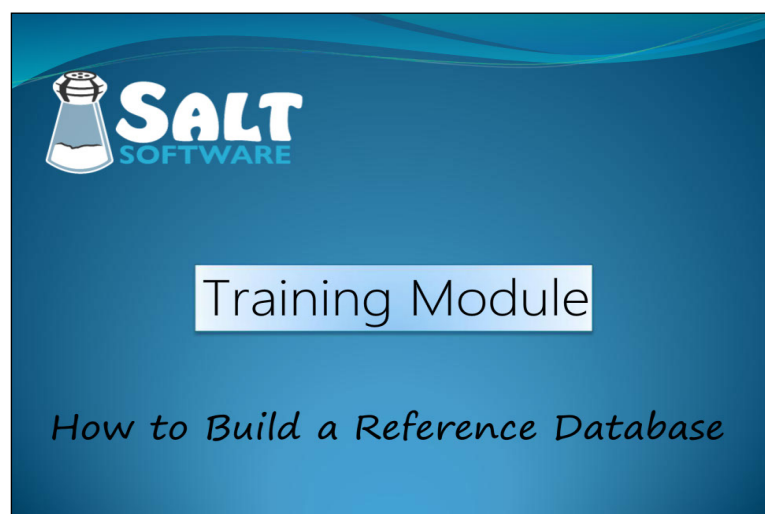 SALT
SOFTWARE
Training Module
How to Build a Reference Database